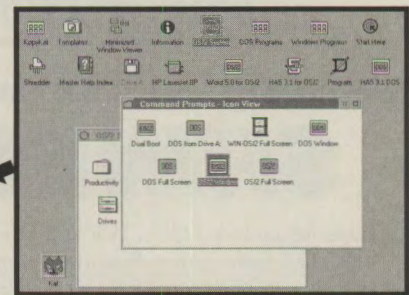 Templates Minimized Information DOS Programs Windows Programs Start Here
Window Viewer
Shredder Master Help Index HP LaserJet IIP Word 5.0 for OS/2 HAS 3.1 for OS/2 Program HAS 3.1 DOS
Command Prompts - Icon View
Dual Boot DOS from Drive A: WIN-OS/2 Full Screen DOS Window
DOS Full Screen OS/2 Full Screen
Productivity
Drives
Kat